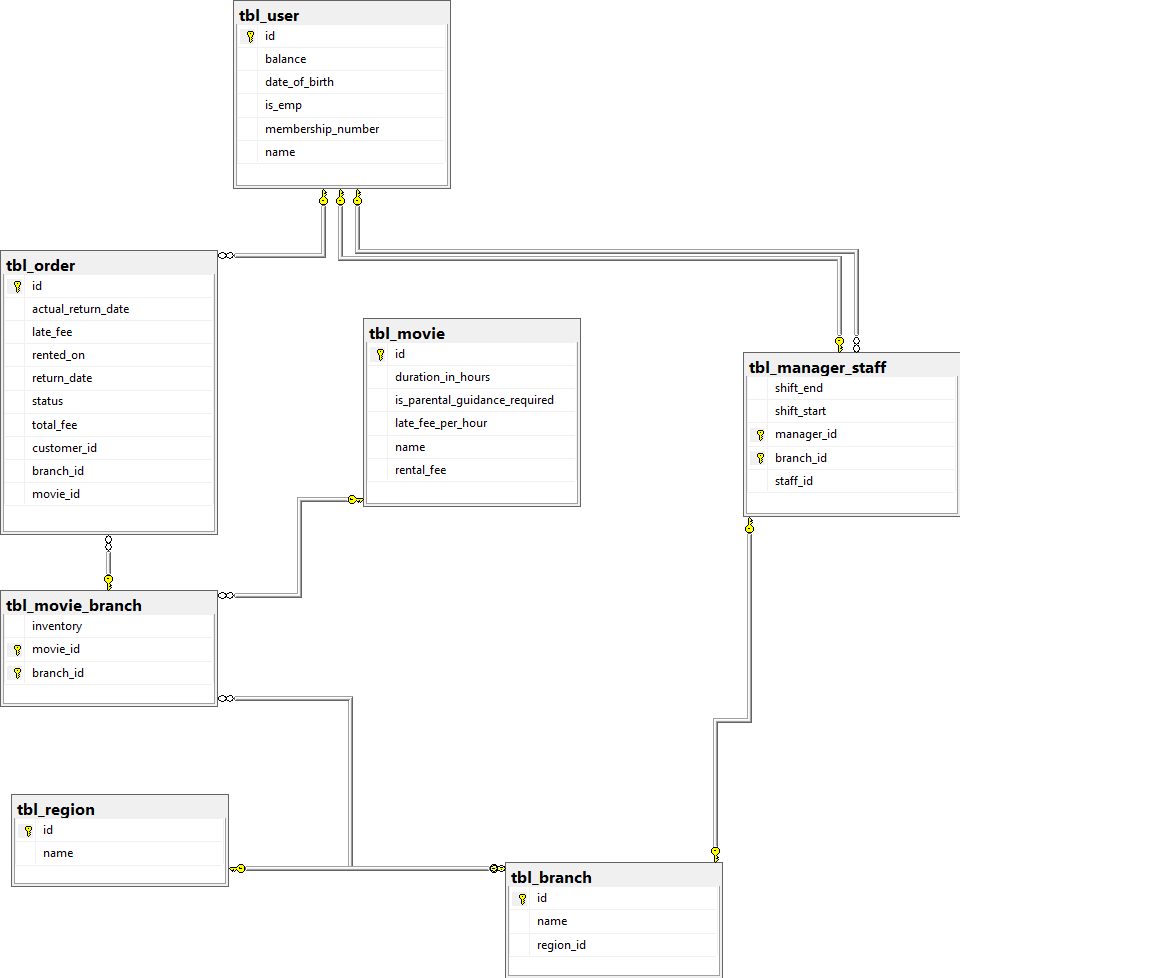 tbl_user
id
balance
date_of_birth
is_emp
membership_number
name
tbl_order
id
actual_return_date
late_fee
rented_on
return_date
status
total_fee
customer_id
branch_id
movie_id
tbl_movie
id
duration_in_hours
is_parental_guidance_required
late_fee_per_hour
name
rental_fee
tbl_manager_staff
shift_end
shift_start
manager_id
branch_id
staff_id
tbl_movie_branch
inventory
movie_id
branch_id
tbl_region
id
name
tbl_branch
id
name
region_id